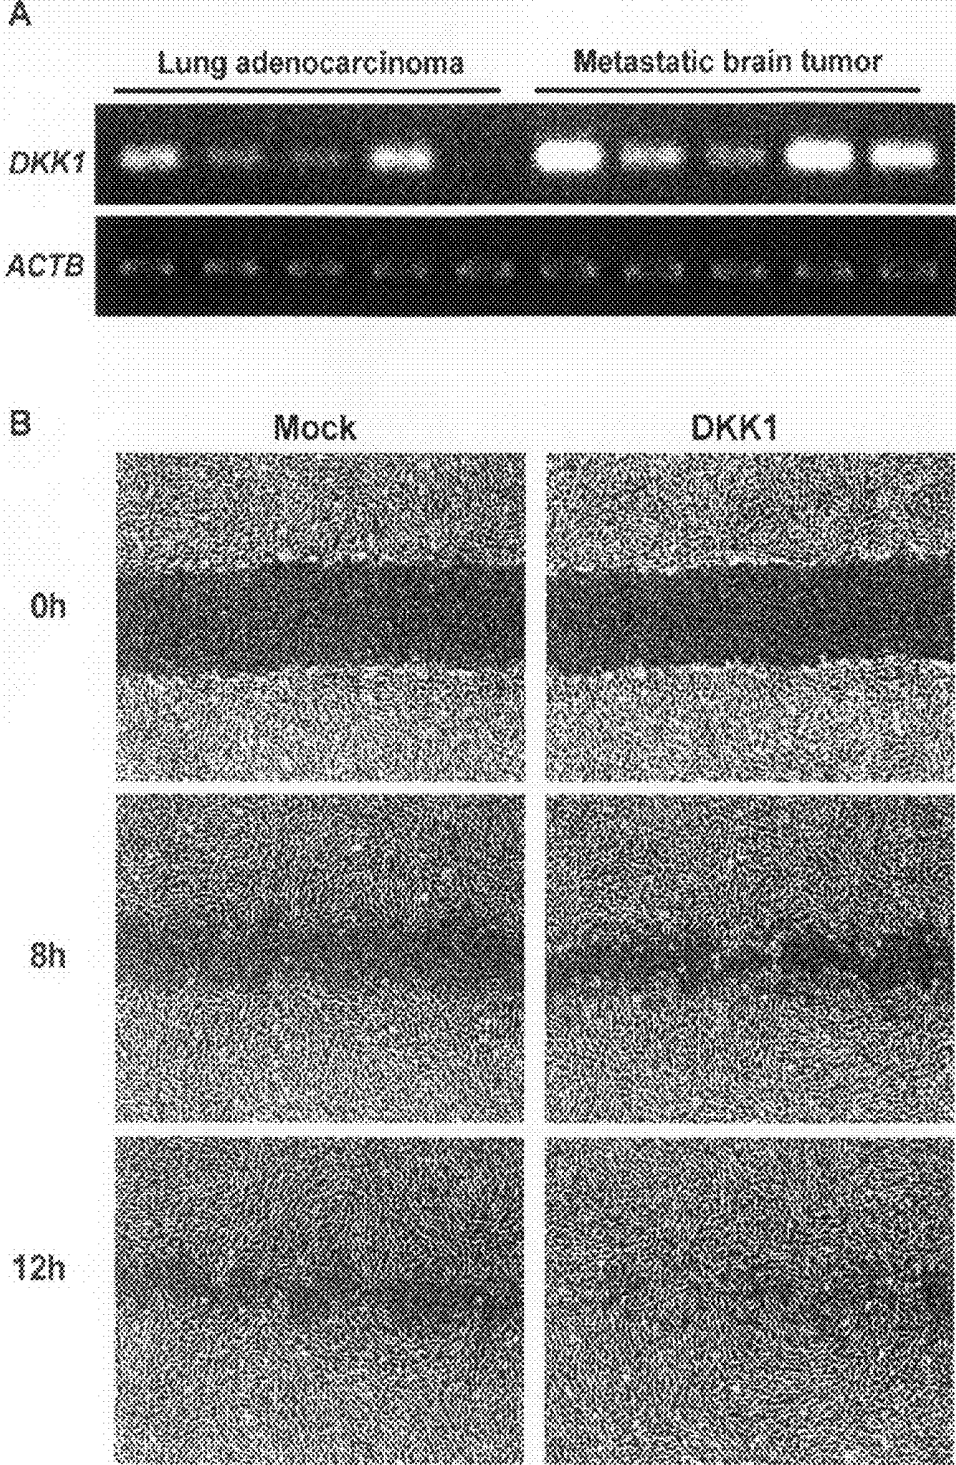 A
Lung adenocarcinoma Metastatic brain tumor
DKK1
ACTB
B
Mock DKK1
0h
8h
12h